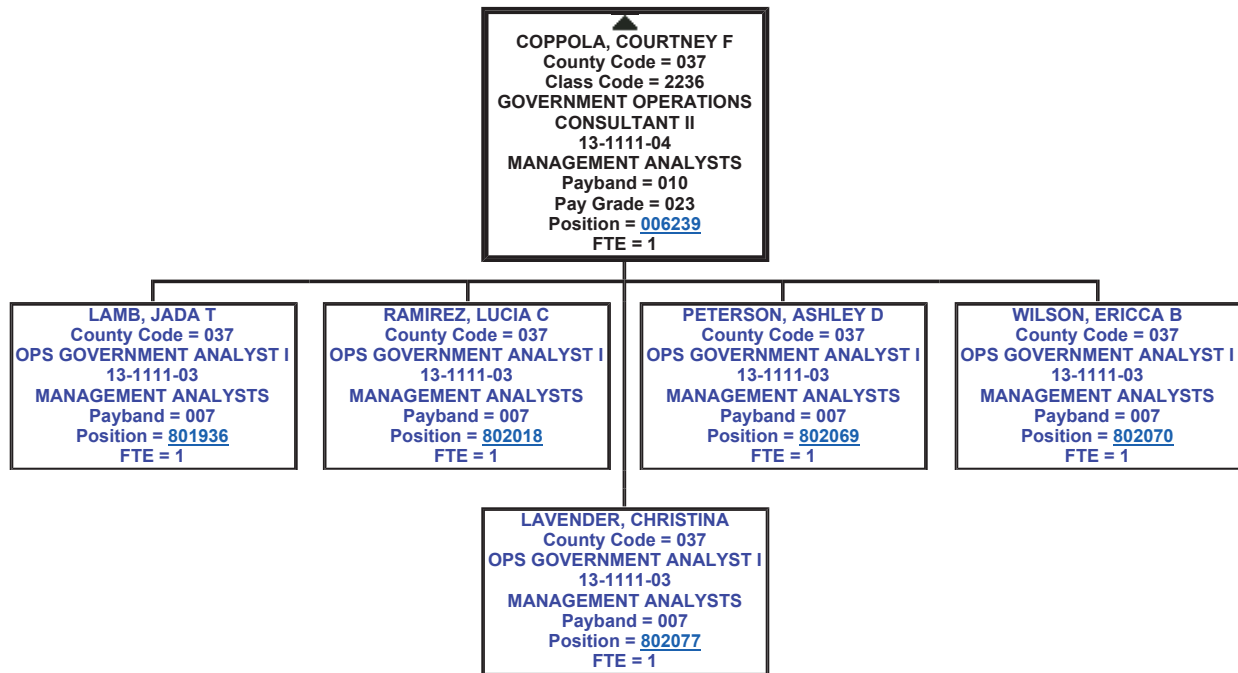 COPPOLA, COURTNEY F
County Code = 037
Class Code = 2236
GOVERNMENT OPERATIONS
CONSULTANT II
13-1111-04
MANAGEMENT ANALYSTS
Payband = 010
Pay Grade = 023
Position = 006239
FTE = 1
LAMB, JADA T
County Code = 037
OPS GOVERNMENT ANALYST I
13-1111-03
MANAGEMENT ANALYSTS
Payband = 007
Position = 801936
FTE = 1
RAMIREZ, LUCIA C
County Code = 037
OPS GOVERNMENT ANALYST I
13-1111-03
MANAGEMENT ANALYSTS
Payband = 007
Position = 802018
FTE = 1
PETERSON, ASHLEY D
County Code = 037
OPS GOVERNMENT ANALYST I
13-1111-03
MANAGEMENT ANALYSTS
Payband = 007
Position = 802069
FTE = 1
WILSON, ERICCA B
County Code = 037
OPS GOVERNMENT ANALYST I
13-1111-03
MANAGEMENT ANALYSTS
Payband = 007
Position = 802070
FTE = 1
LAVENDER, CHRISTINA
County Code = 037
OPS GOVERNMENT ANALYST I
13-1111-03
MANAGEMENT ANALYSTS
Payband = 007
Position = 802077
FTE = 1